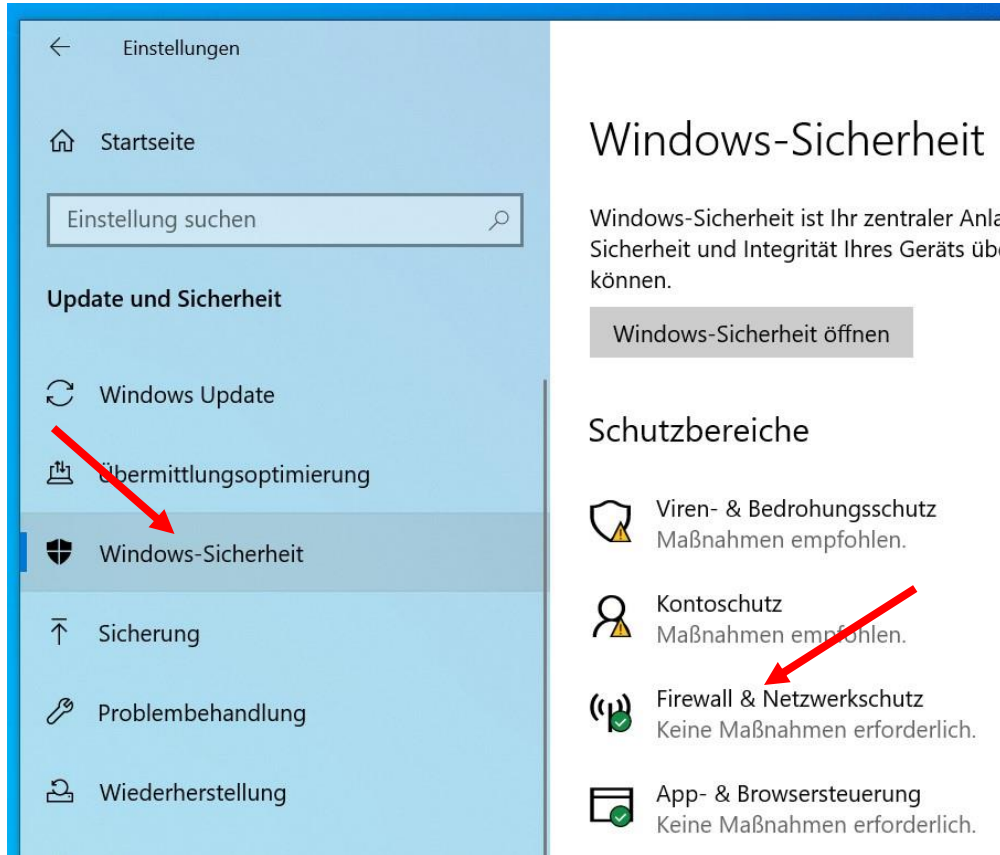 Einstellungen
Startseite
Einstellung suchen
Update und Sicherheit
Windows Update
Übermittlungsoptimierung
Windows-Sicherheit
Sicherung
Problembehandlung
Wiederherstellung
Windows-Sicherheit
Windows-Sicherheit ist Ihr zentraler Anla
Sicherheit und Integrität Ihres Geräts übe
können.
Windows-Sicherheit öffnen
Schutzbereiche
Viren- & Bedrohungsschutz
Maßnahmen empfohlen.
Kontoschutz
Maßnahmen empfohlen.
Firewall & Netzwerkschutz
Keine Maßnahmen erforderlich.
App- & Browsersteuerung
Keine Maßnahmen erforderlich.